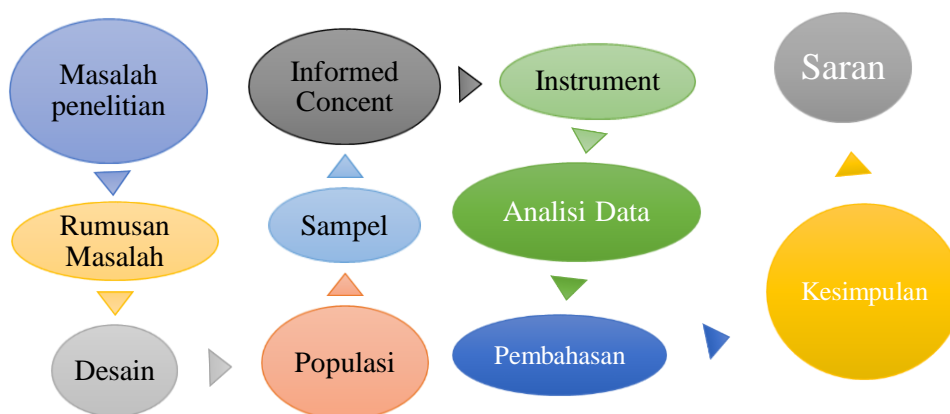 Masalah
penelitian
Rumusan
Masalah
Desain
Populasi
Sampel
Informed
Concent
Instrument
Analisi Data
Pembahasan
Kesimpulan
Saran